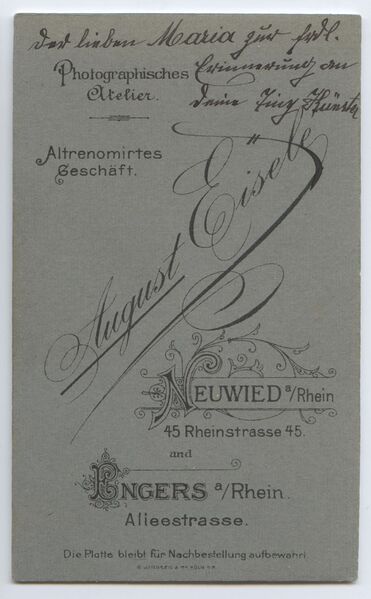 Der lieben Maria zur frdl.
Photographisches Erinnerung an
Atelier. Deine Tiny
Altrenomirtes
Geschäft.
August Eisele
NEUWIED a/Rhein
45 Rheinstrasse 45.
and
ENGERS a/Rhein.
Alleestrasse.
Die Platte bleibt für Nachbestellung aufbewahrt.